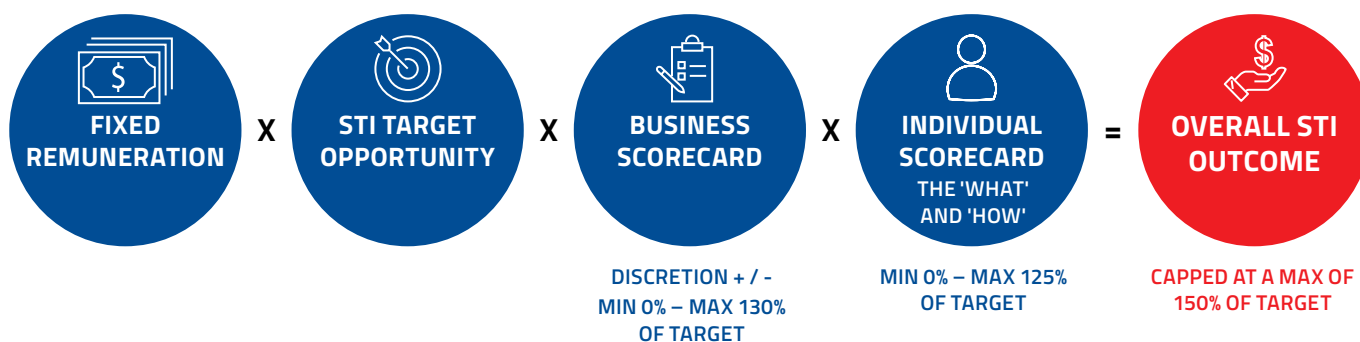 $
FIXED
REMUNERATION
X
STI TARGET
OPPORTUNITY
X
BUSINESS
SCORECARD
X
INDIVIDUAL
SCORECARD
THE 'WHAT'
AND 'HOW'
=
$
OVERALL STI
OUTCOME
DISCRETION + / -
MIN 0% – MAX 130%
OF TARGET
MIN 0% – MAX 125%
OF TARGET
CAPPED AT A MAX OF
150% OF TARGET